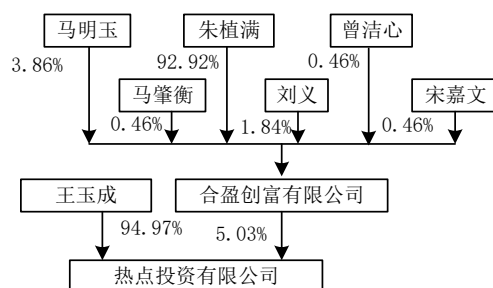 马明玉 朱植满 曾洁心
3.86% 92.92% 0.46%
马肇衡 刘义 宋嘉文
0.46% 1.84% 0.46%
王玉成 合盈创富有限公司
94.97% 5.03%
热点投资有限公司